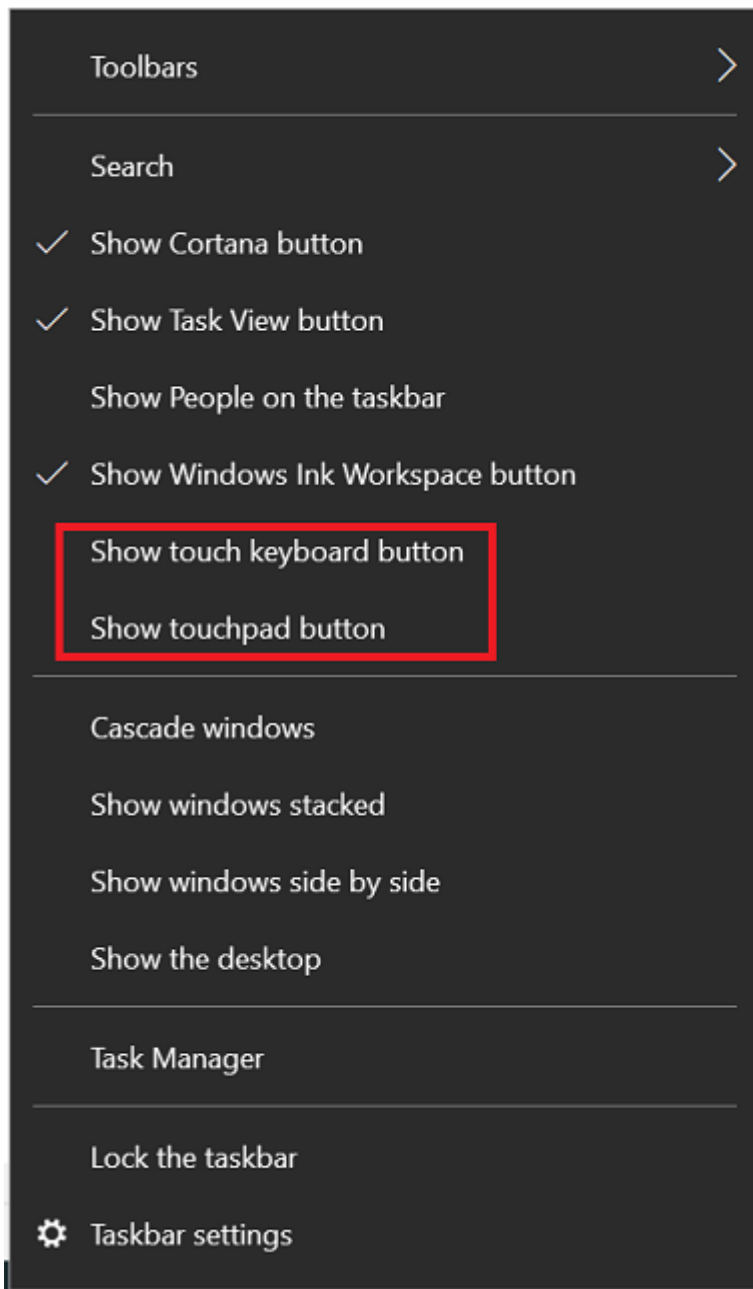 Toolbars
Search
Show Cortana button
Show Task View button
Show People on the taskbar
Show Windows Ink Workspace button
Show touch keyboard button
Show touchpad button
Cascade windows
Show windows stacked
Show windows side by side
Show the desktop
Task Manager
Lock the taskbar
Taskbar settings